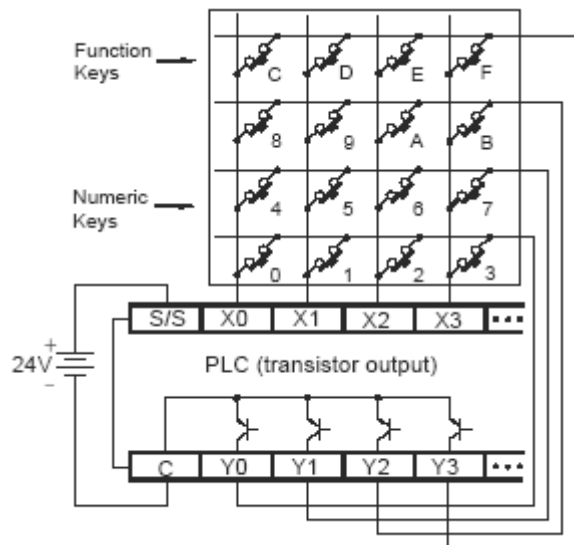 Function
Keys
C D E F
8 9 A B
Numeric
Keys
4 5 6 7
0 1 2 3
S/S X0 X1 X2 X3 •••
+
24V
−
PLC (transistor output)
C Y0 Y1 Y2 Y3 •••